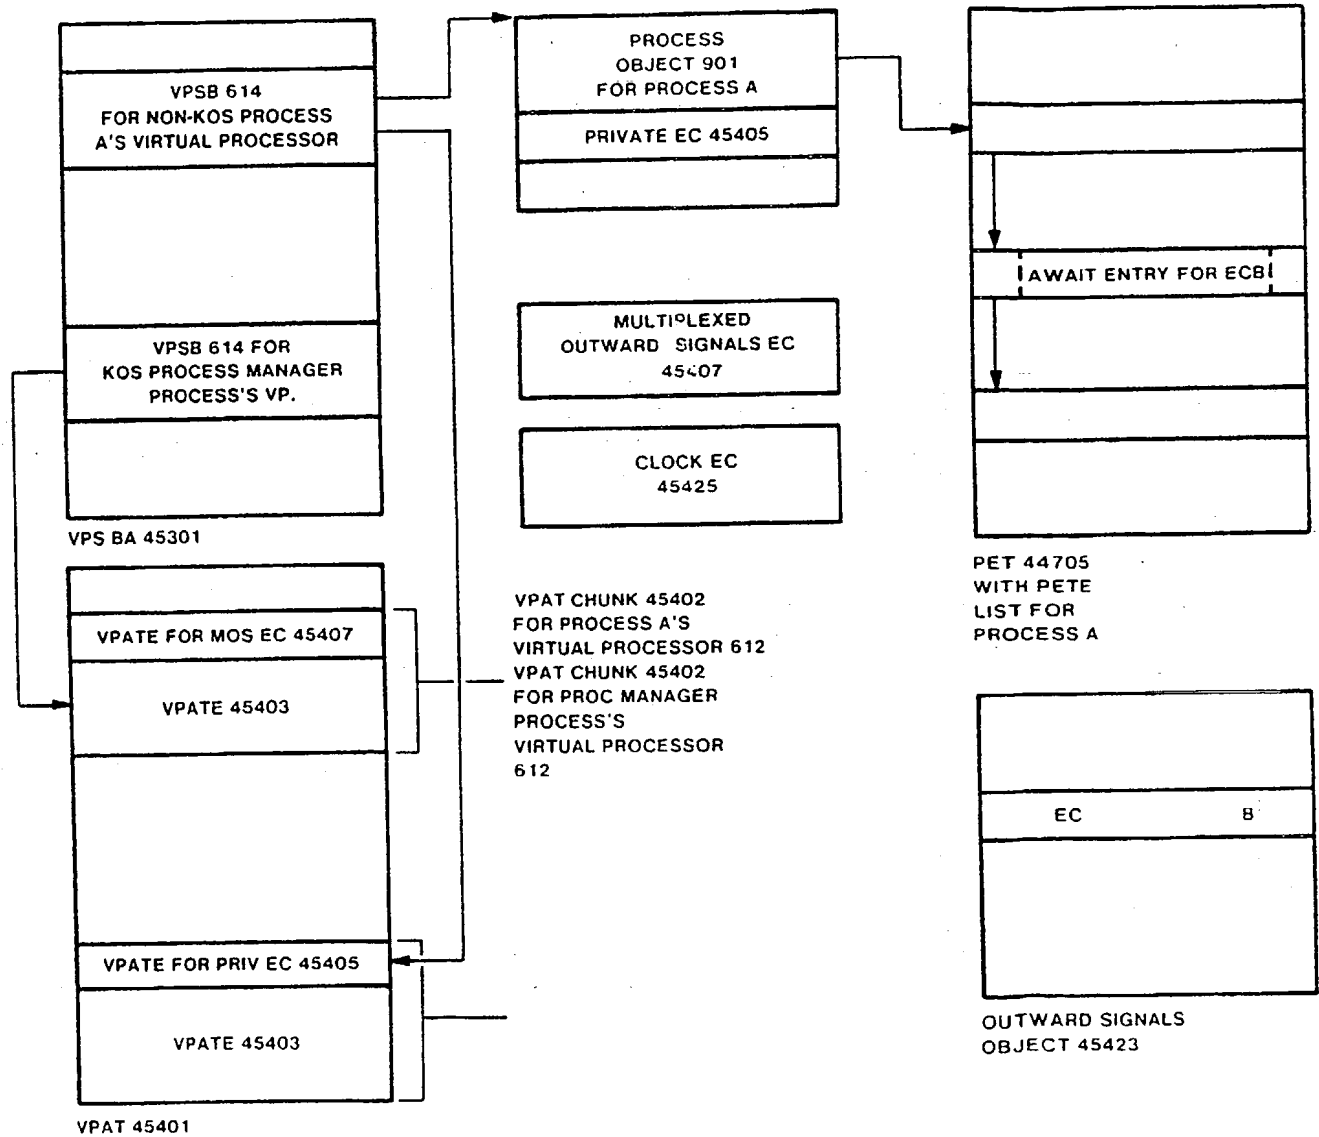 VPSB 614
FOR NON-KOS PROCESS
A'S VIRTUAL PROCESSOR
VPSB 614 FOR
KOS PROCESS MANAGER
PROCESS'S VP.
VPS BA 45301
VPATE FOR MOS EC 45407
VPATE 45403
VPATE FOR PRIV EC 45405
VPATE 45403
VPAT 45401
PROCESS
OBJECT 901
FOR PROCESS A
PRIVATE EC 45405
MULTIPLEXED
OUTWARD SIGNALS EC
45407
CLOCK EC
45425
VPAT CHUNK 45402
FOR PROCESS A'S
VIRTUAL PROCESSOR 612
VPAT CHUNK 45402
FOR PROC MANAGER
PROCESS'S
VIRTUAL PROCESSOR
612
AWAIT ENTRY FOR ECB
PET 44705
WITH PETE
LIST FOR
PROCESS A
EC B
OUTWARD SIGNALS
OBJECT 45423